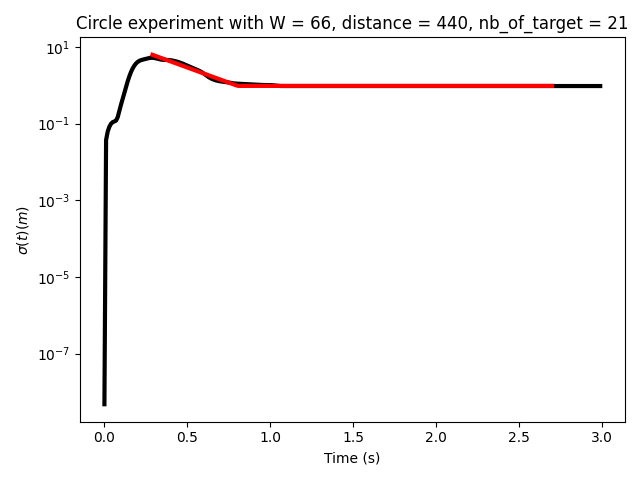 Circle experiment with W = 66, distance = 440, nb_of_target = 21
10¹
10⁻¹
10⁻³
10⁻⁵
10⁻⁷
σ(t)(m)
0.0 0.5 1.0 1.5 2.0 2.5 3.0
Time (s)